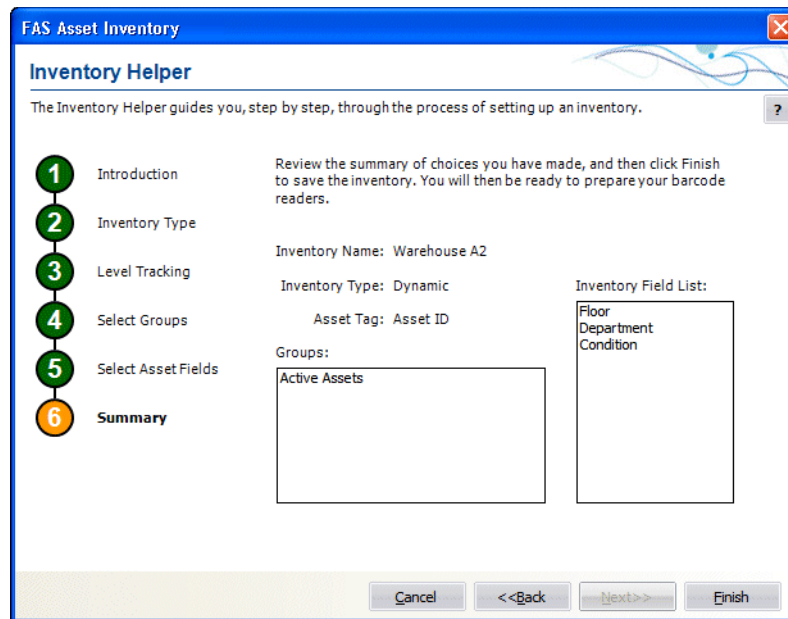 FAS Asset Inventory
Inventory Helper
The Inventory Helper guides you, step by step, through the process of setting up an inventory.
?
1 Introduction
2 Inventory Type
3 Level Tracking
4 Select Groups
5 Select Asset Fields
6 Summary
Review the summary of choices you have made, and then click Finish
to save the inventory. You will then be ready to prepare your barcode
readers.
Inventory Name: Warehouse A2
Inventory Type: Dynamic
Asset Tag: Asset ID
Groups:
Active Assets
Inventory Field List:
Floor
Department
Condition
Cancel
<<Back
Next>>
Finish